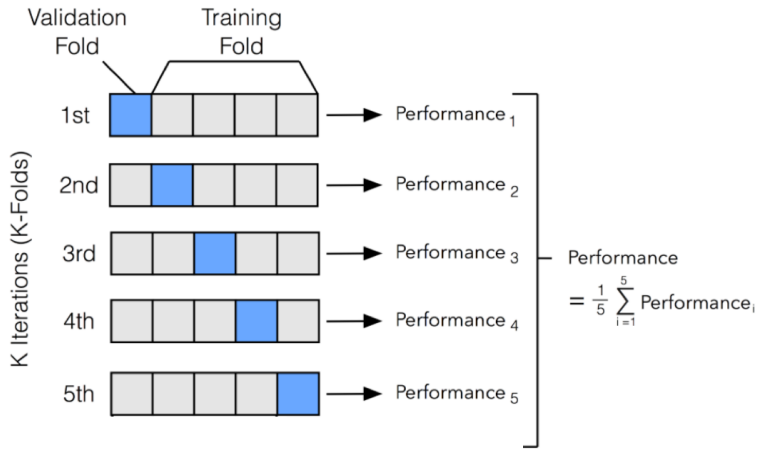 Validation
Fold
Training
Fold
K Iterations (K-Folds)
1st
Performance 1
2nd
Performance 2
3rd
Performance 3
4th
Performance 4
5th
Performance 5
Performance
= 1/5 5∑i=1 Performance i